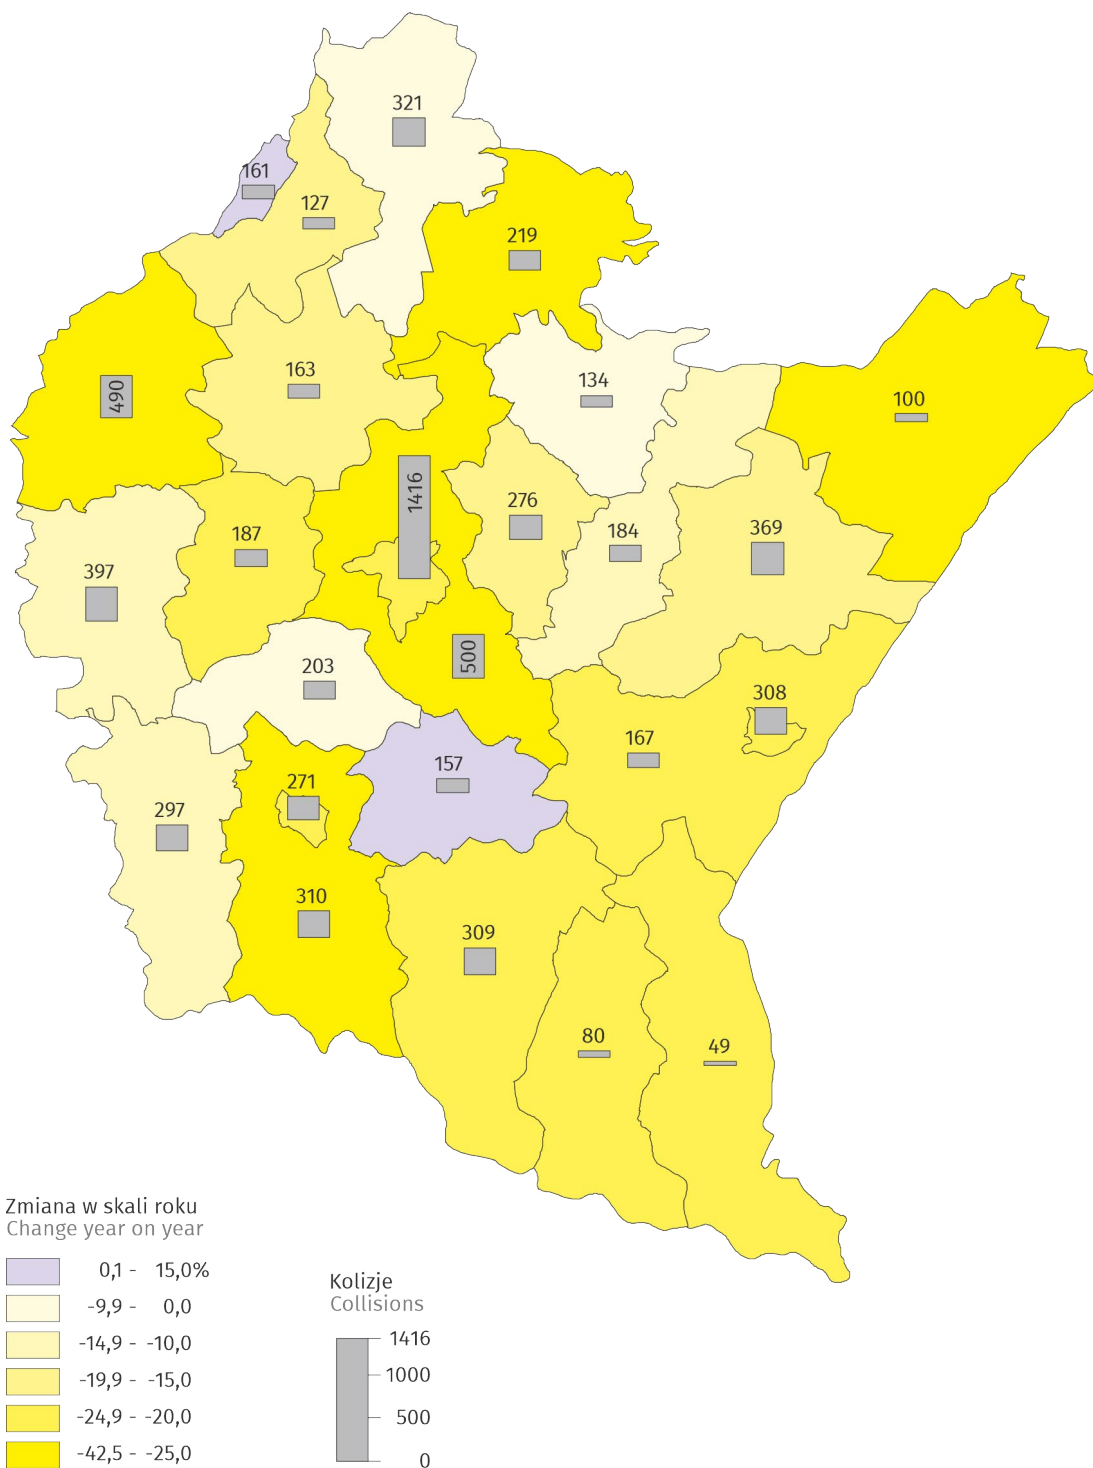 321
161
127
219
163
134
490
100
1416
276
184
369
187
397
500
203
308
167
157
271
297
310
309
80
49
Zmiana w skali roku
Change year on year
0,1 - 15,0%
-9,9 - 0,0
-14,9 - -10,0
-19,9 - -15,0
-24,9 - -20,0
-42,5 - -25,0
Kolizje
Collisions
1416
1000
500
0